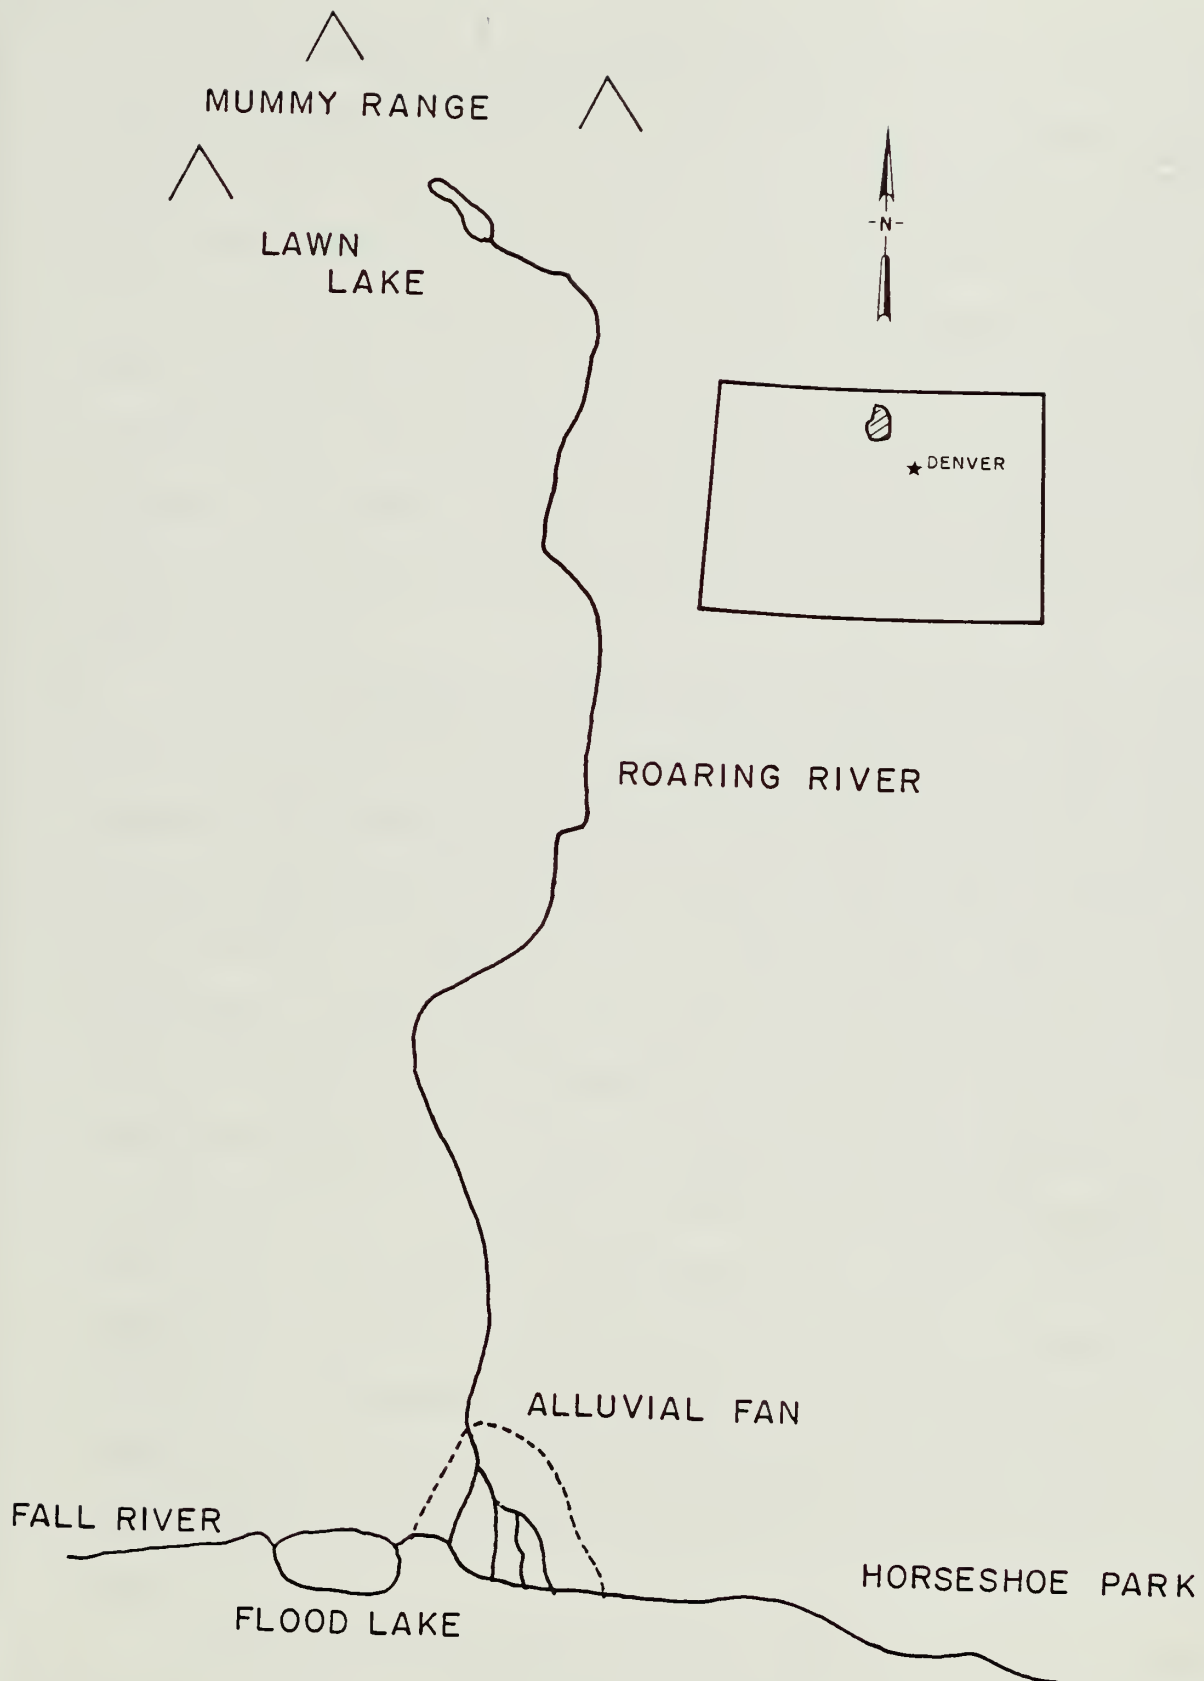 MUMMY RANGE
LAWN
LAKE
-N-
DENVER
ROARING RIVER
ALLUVIAL FAN
FALL RIVER
HORSESHOE PARK
FLOOD LAKE